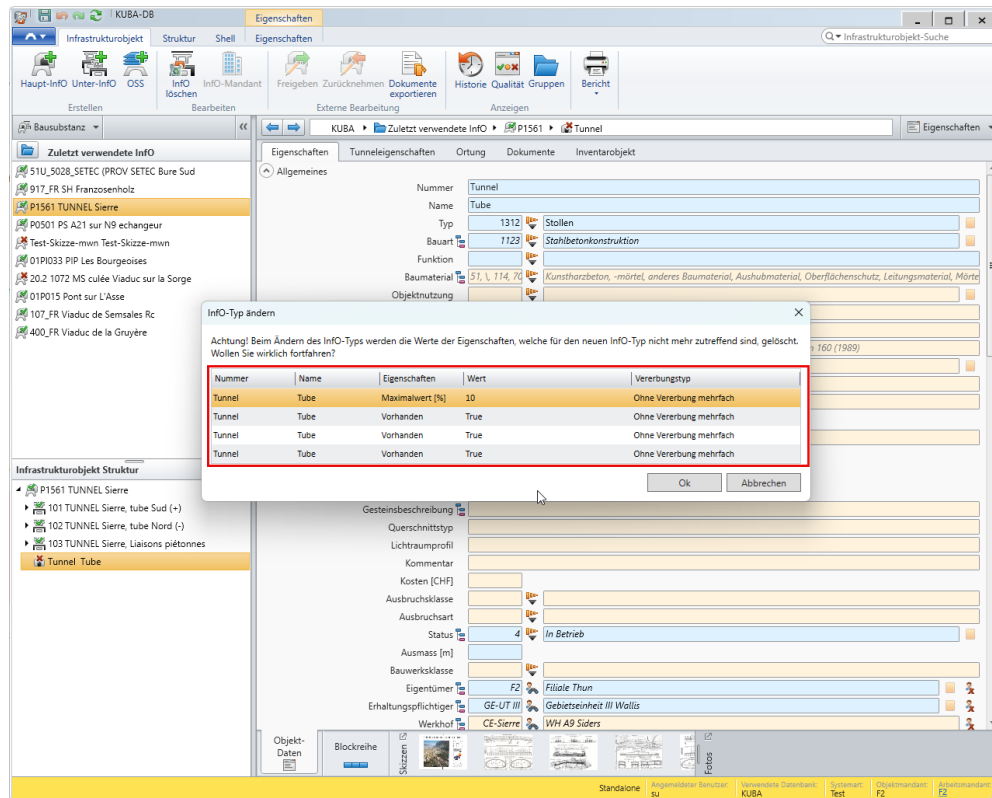 KUBA-DB
Eigenschaften
Infrastrukturobjekt Struktur Shell Eigenschaften
Infrastrukturobjekt-Suche
Haupt-InfO Unter-InfO OSS InfO löschen InfO-Mandant Freigeben Zurücknehmen Dokumente exportieren Historie Qualität Gruppen Bericht
Erstellen Bearbeiten Externe Bearbeitung Anzeigen
Bausubstanz
KUBA Zuletzt verwendete InfO P1561 Tunnel
Eigenschaften
Zuletzt verwendete InfO
51U_5028_SETEC (PROV SETEC Bure Sud
917_FR SH Franzosenholz
P1561 TUNNEL Sierre
P0501 PS A21 sur N9 echangeur
Test-Skizze-mwn Test-Skizze-mwn
01PI033 PIP Les Bourgeoises
20.2 1072 MS culée Viaduc sur la Sorge
01P015 Pont sur L'Asse
107_FR Viaduc de Semsales Rc
400_FR Viaduc de la Gruyère
Infrastrukturobjekt Struktur
P1561 TUNNEL Sierre
101 TUNNEL Sierre, tube Sud (+)
102 TUNNEL Sierre, tube Nord (-)
103 TUNNEL Sierre, Liaisons piétonnes
Tunnel Tube
Eigenschaften Tunneleigenschaften Ortung Dokumente Inventarobjekt
Allgemeines
Nummer Tunnel
Name Tube
Typ 1312 Stollen
Bauart 1123 Stahlbetonkonstruktion
Funktion
Baumaterial 51, \, 114, 70 Kunstharzbeton, -mörtel, anderes Baumaterial, Aushubmaterial, Oberflächenschutz, Leitungsmaterial, Mörte
Objektnutzung
160 (1989)
InfO-Typ ändern
Achtung! Beim Ändern des InfO-Typs werden die Werte der Eigenschaften, welche für den neuen InfO-Typ nicht mehr zutreffend sind, gelöscht.
Wollen Sie wirklich fortfahren?
Nummer Name Eigenschaften Wert Vererbungstyp
Tunnel Tube Maximalwert [%] 10 Ohne Vererbung mehrfach
Tunnel Tube Vorhanden True Ohne Vererbung mehrfach
Tunnel Tube Vorhanden True Ohne Vererbung mehrfach
Tunnel Tube Vorhanden True Ohne Vererbung mehrfach
Ok Abbrechen
Gesteinsbeschreibung
Querschnittstyp
Lichtraumprofil
Kommentar
Kosten [CHF]
Ausbruchsklasse
Ausbruchsart
Status 4 In Betrieb
Ausmass [m]
Bauwerksklasse
Eigentümer F2 Filiale Thun
Erhaltungspflichtiger GE-UT III Gebietseinheit III Wallis
Werkhof CE-Sierre WH A9 Siders
Objekt-Daten
Blockreihe
Skizzen
Fotos
Standalone
Angemeldeter Benutzer: su
Verwendete Datenbank: KUBA
Systemart: Test
Objektmandant: F2
Arbeitsmandant: F2